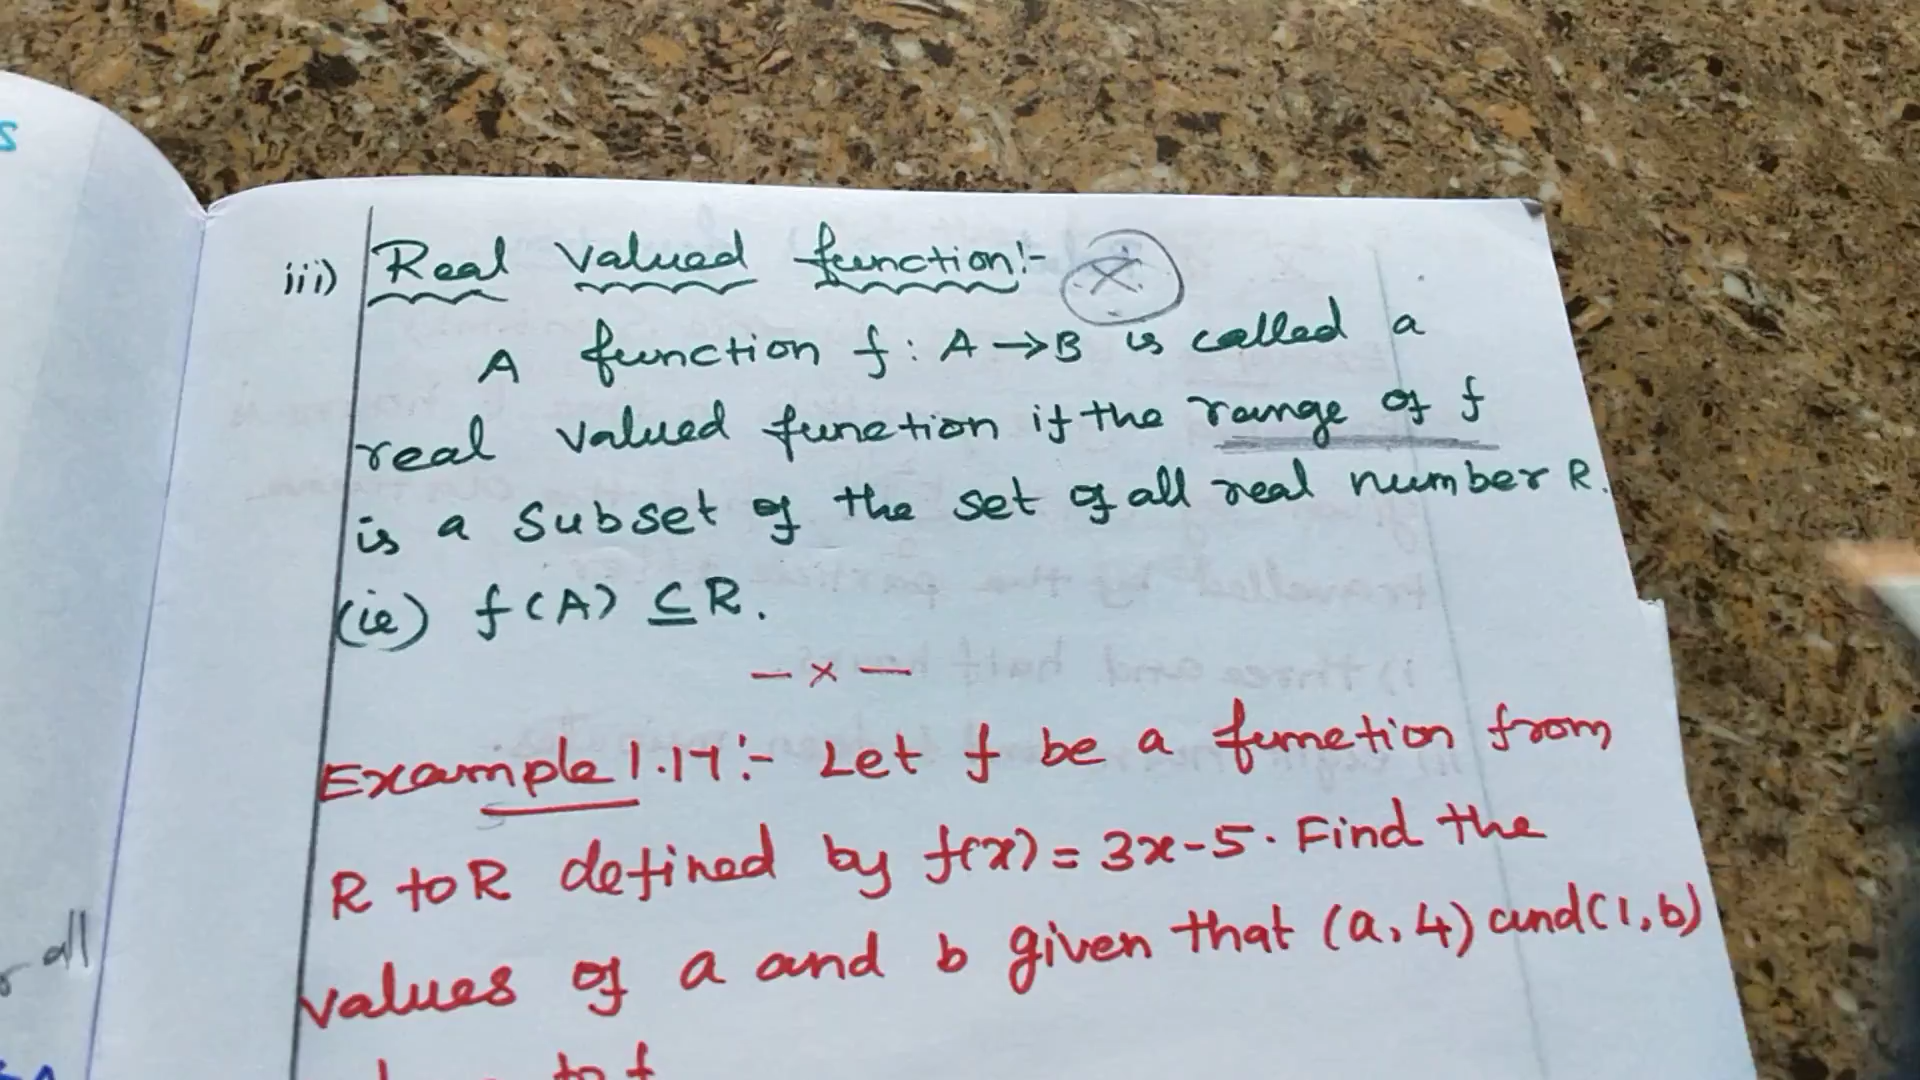 iii) Real Valued function:-
A function f : A → B is called a
real valued function if the range of f
is a subset of the set of all real number R.
(ie) f(A) ⊆ R.
— x —
Example 1.17:- Let f be a function from
R to R defined by f(x) = 3x-5. Find the
values of a and b given that (a, 4) and (1, b)
to f
all